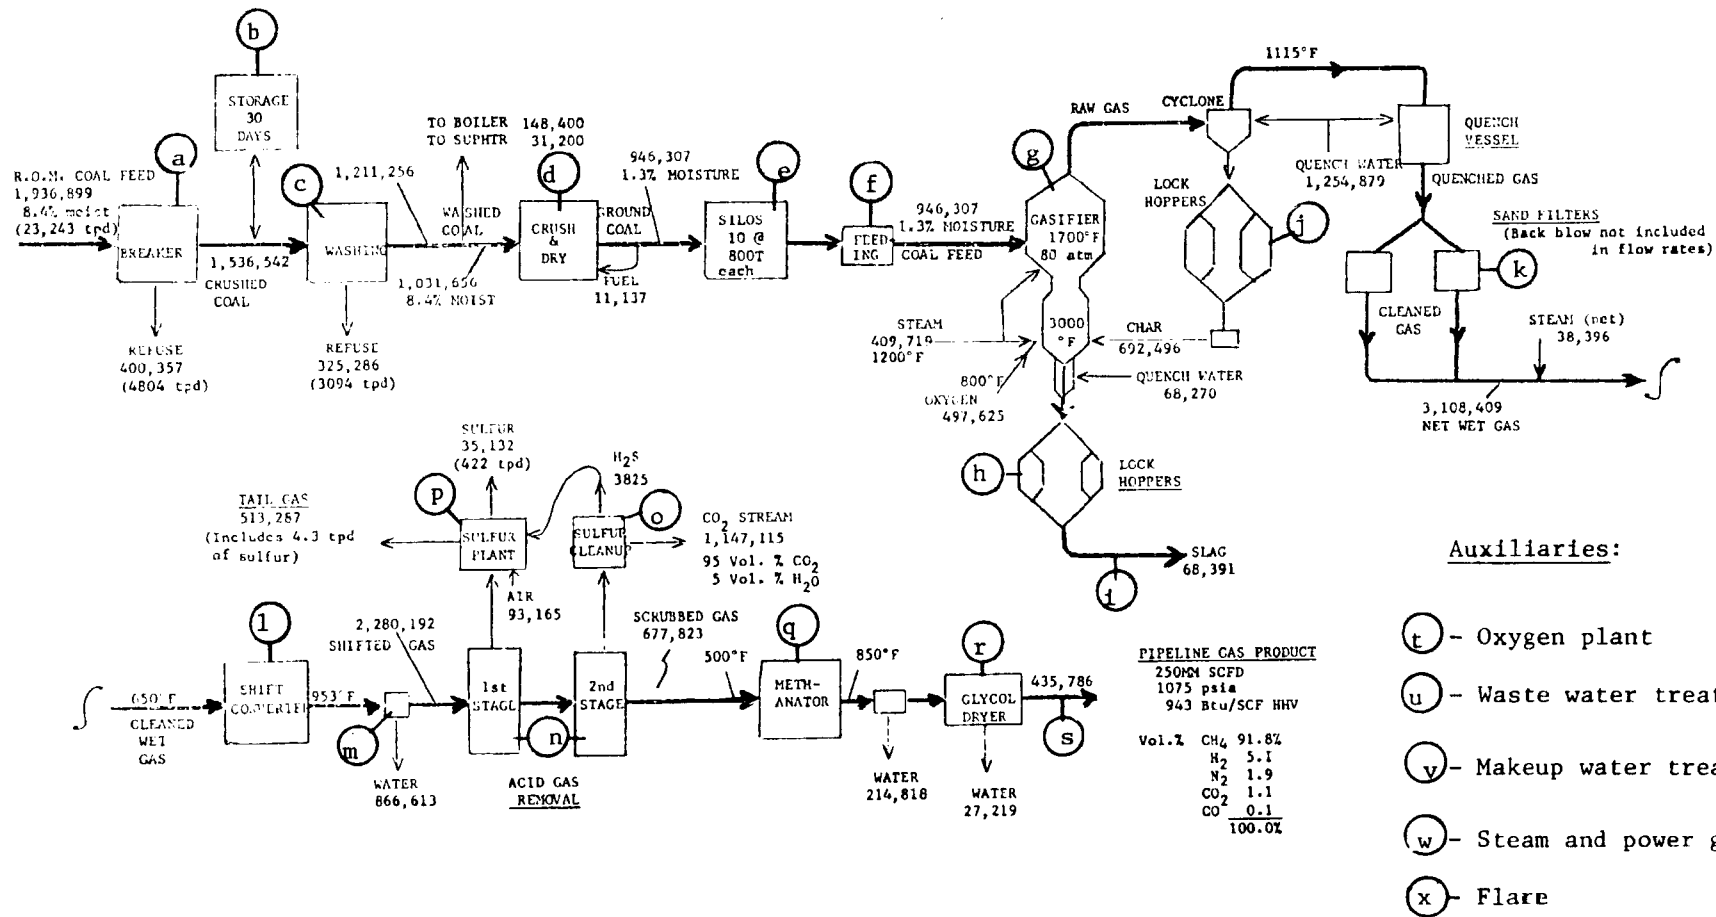 b
STORAGE
30
DAYS
a
R.O.M. COAL FEED
1,936,899
8.4% moist
(23,243 tpd)
BREAKER
1,536,542
CRUSHED
COAL
REFUSE
400,357
(4804 tpd)
c
WASHING
1,211,256
REFUSE
325,286
(3094 tpd)
TO BOILER 148,400
TO SUPHTR 31,200
WASHED
COAL
1,031,656
8.4% MOIST
d
CRUSH
&
DRY
GROUND
COAL
FUEL
11,137
946,307
1.3% MOISTURE
e
SILOS
10 @
800T
each
f
FEED
ING
946,307
1.3% MOISTURE
COAL FEED
g
GASIFIER
1700°F
80 atm
3000
°F
STEAM
409,719
1200°F
800°F
OXYGEN
497,625
RAW GAS
CYCLONE
1115°F
QUENCH WATER
1,254,879
QUENCH
VESSEL
QUENCHED GAS
LOCK
HOPPERS
j
CHAR
692,496
QUENCH WATER
68,270
SAND FILTERS
(Back blow not included
in flow rates)
k
CLEANED
GAS
STEAM (net)
38,396
3,108,409
NET WET GAS
h
LOCK
HOPPERS
SLAG
68,391
i
SULFUR
35,132
(422 tpd)
H2S
3825
p
TAIL GAS
513,287
(Includes 4.3 tpd
of sulfur)
SULFUR
PLANT
AIR
93,165
o
SULFUR
CLEANUP
CO2 STREAM
1,147,115
95 Vol. % CO2
5 Vol. % H2O
650°F
CLEANED
WET
GAS
l
SHIFT
CONVERTER
953°F
m
WATER
866,613
2,280,192
SHIFTED GAS
1st
STAGE
n
2nd
STAGE
ACID GAS
REMOVAL
SCRUBBED GAS
677,823
500°F
q
METH-
ANATOR
850°F
WATER
214,818
r
GLYCOL
DRYER
WATER
27,219
435,786
s
PIPELINE GAS PRODUCT
250MM SCFD
1075 psia
943 Btu/SCF HHV
Vol.% CH4 91.8%
H2 5.1
N2 1.9
CO2 1.1
CO 0.1
100.0%
Auxiliaries:
t - Oxygen plant
u - Waste water treat
v - Makeup water trea
w - Steam and power g
x - Flare